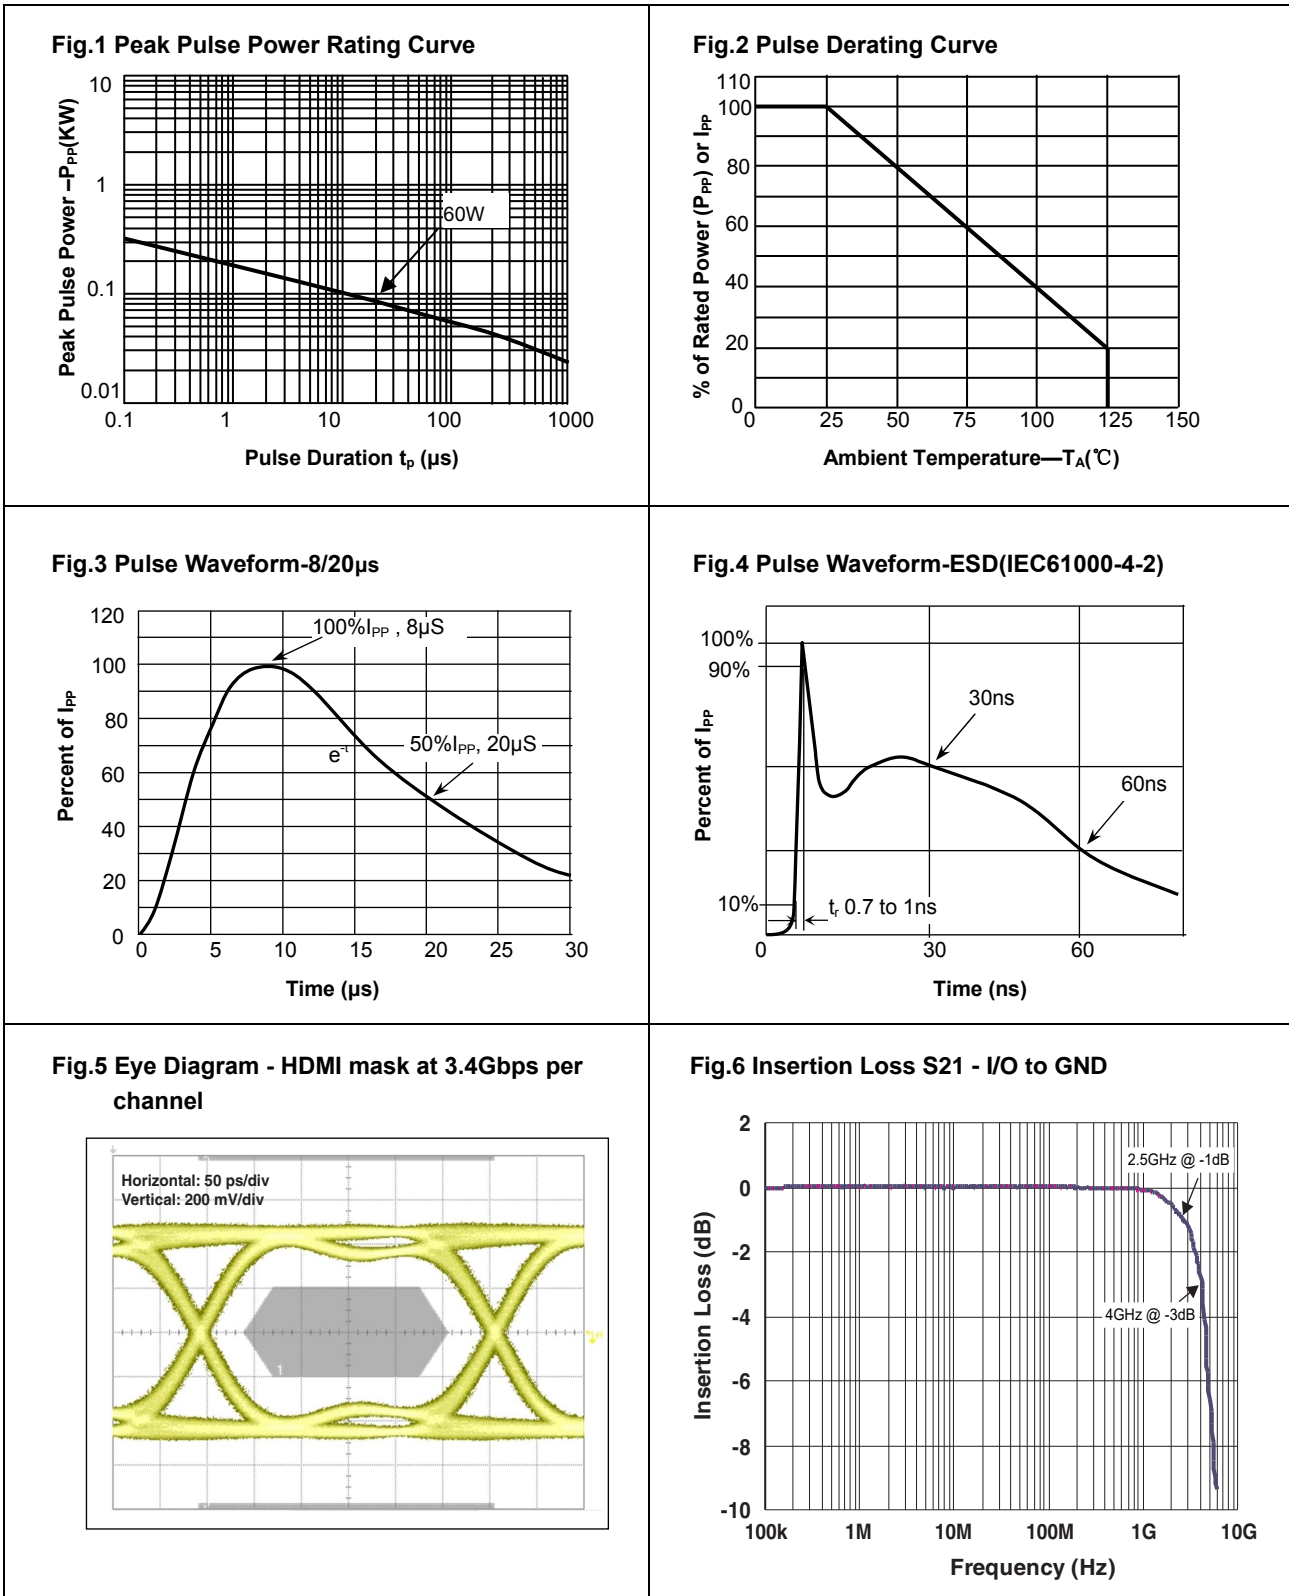 Fig.1 Peak Pulse Power Rating Curve
Peak Pulse Power –PPP(KW)
10
1
0.1
0.01
60W
0.1 1 10 100 1000
Pulse Duration tp (µs)
Fig.2 Pulse Derating Curve
% of Rated Power (PPP) or IPP
110
100
80
60
40
20
0
0 25 50 75 100 125 150
Ambient Temperature—TA(℃)
Fig.3 Pulse Waveform-8/20µs
Percent of IPP
120
100
80
60
40
20
0
100%IPP , 8µS
e-t
50%IPP, 20µS
0 5 10 15 20 25 30
Time (µs)
Fig.4 Pulse Waveform-ESD(IEC61000-4-2)
Percent of IPP
100%
90%
10%
30ns
60ns
tr 0.7 to 1ns
0 30 60
Time (ns)
Fig.5 Eye Diagram - HDMI mask at 3.4Gbps per
channel
Horizontal: 50 ps/div
Vertical: 200 mV/div
1
Fig.6 Insertion Loss S21 - I/O to GND
Insertion Loss (dB)
2
0
-2
-4
-6
-8
-10
2.5GHz @ -1dB
4GHz @ -3dB
100k 1M 10M 100M 1G 10G
Frequency (Hz)